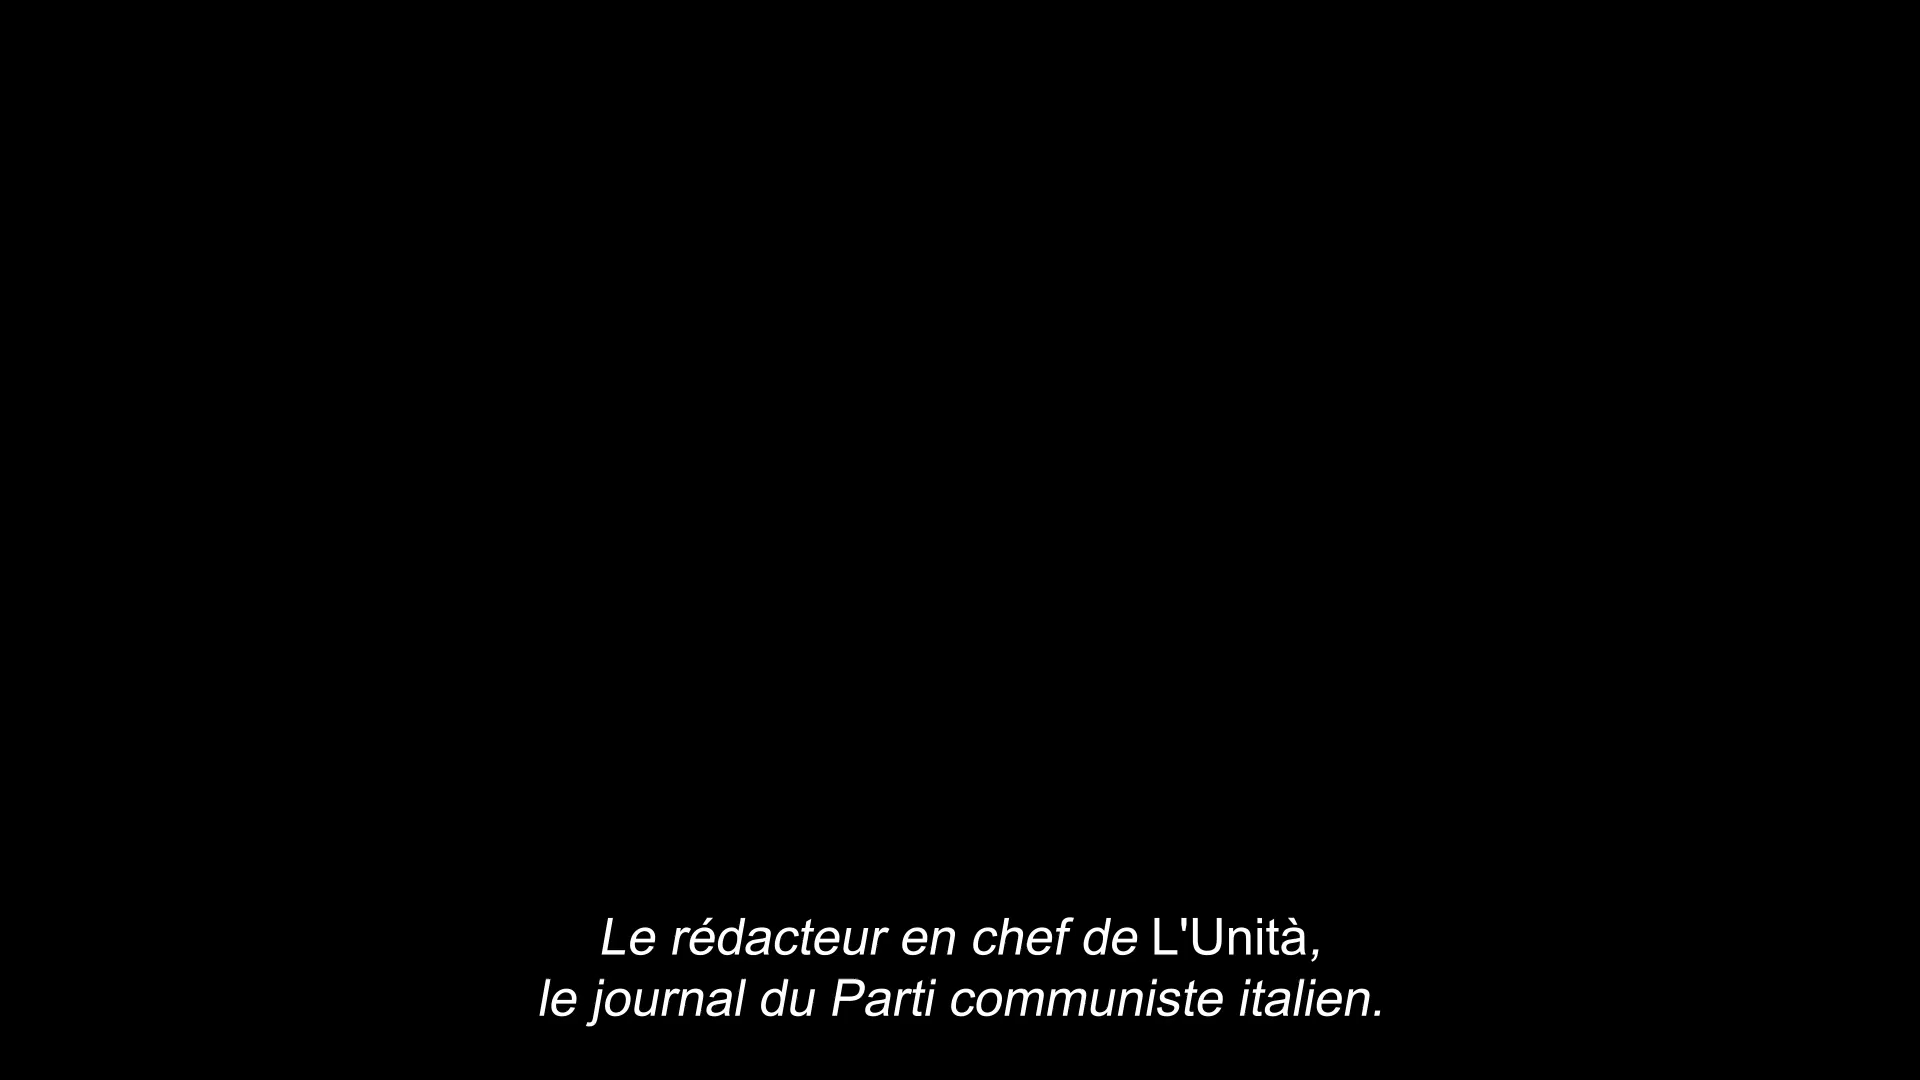 Le rédacteur en chef de L'Unità,
le journal du Parti communiste italien.